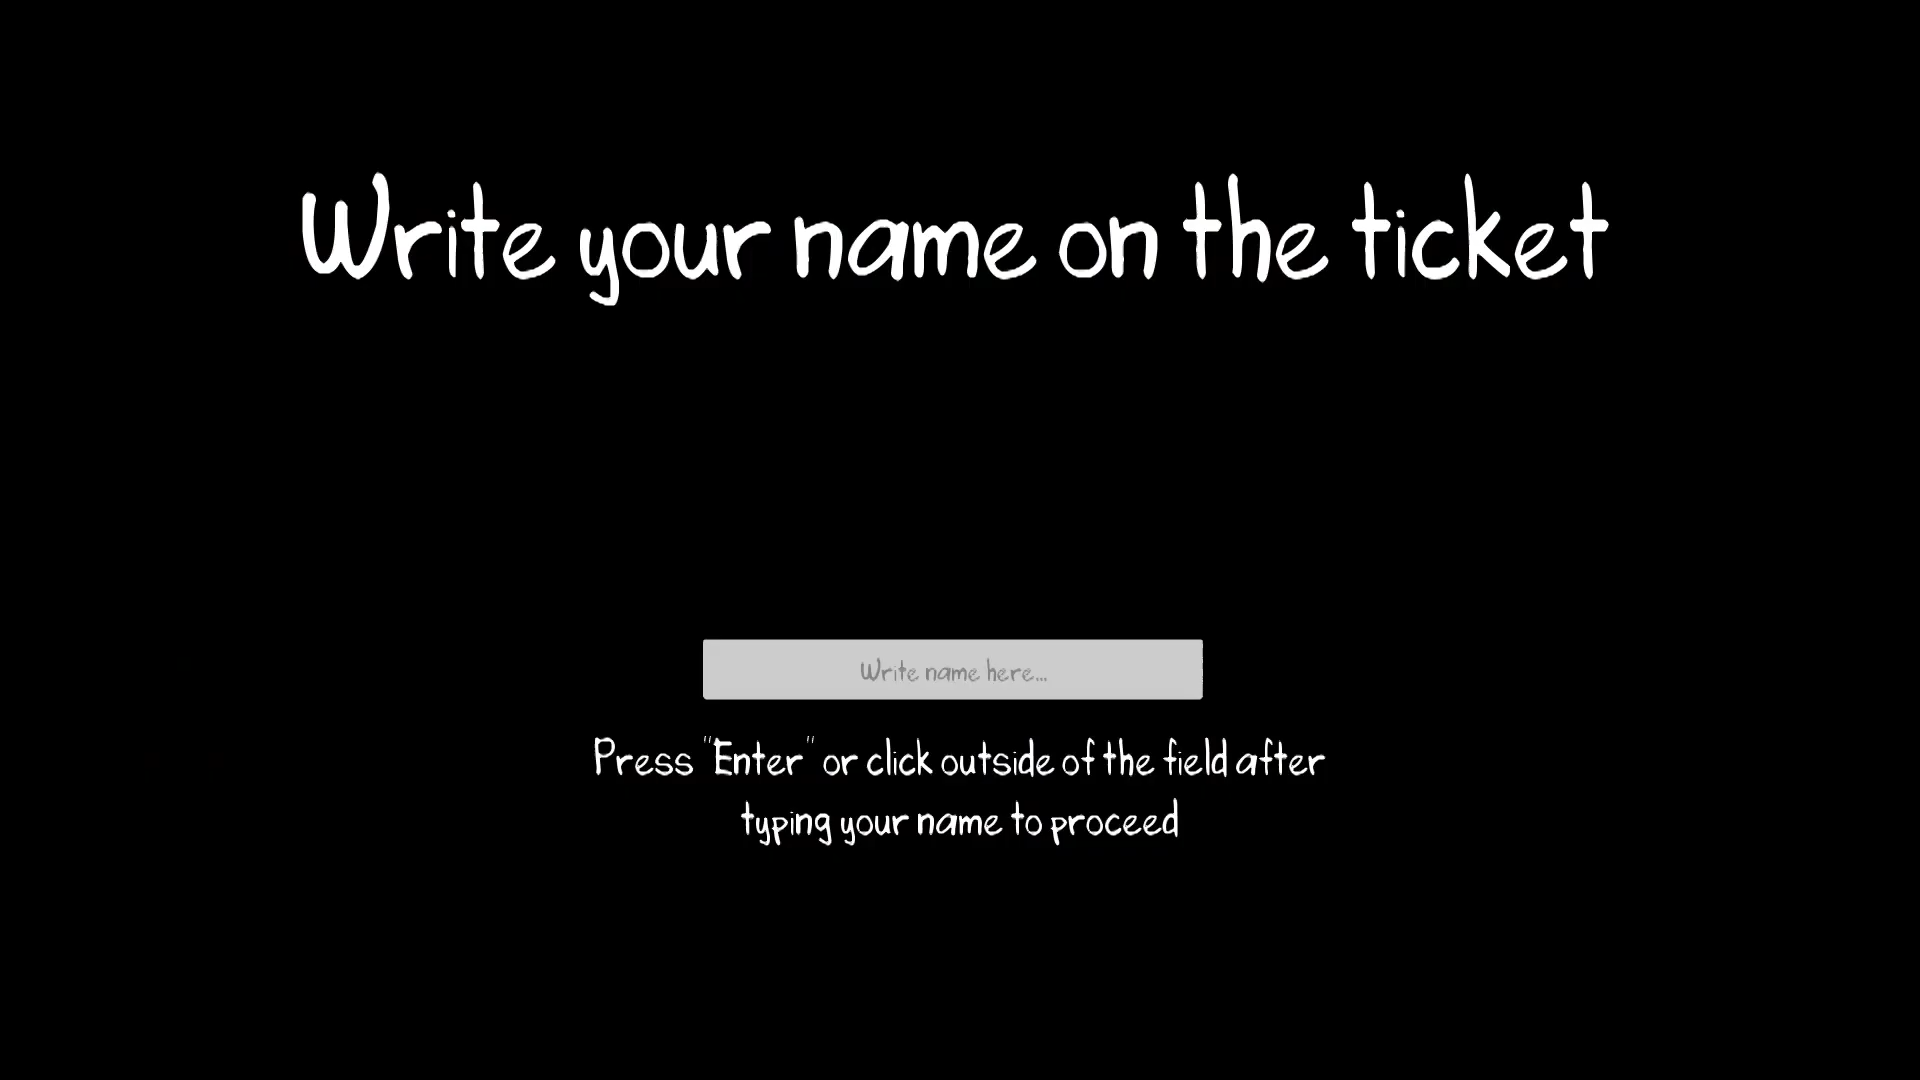 Write your name on the ticket
Write name here...
Press "Enter" or click outside of the field after
typing your name to proceed